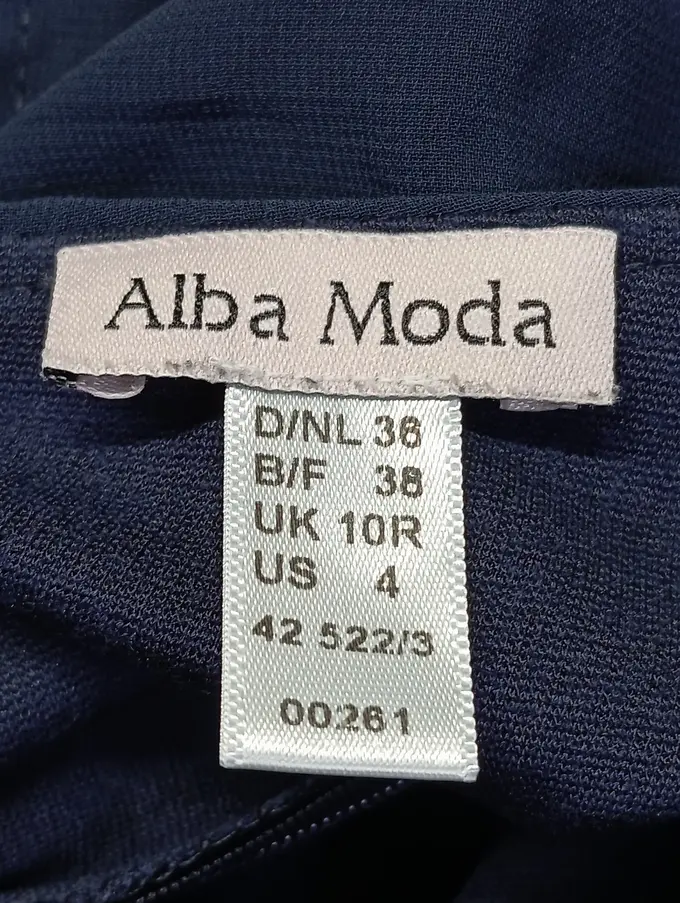 Alba Moda
D/NL 36
B/F 38
UK 10R
US 4
42 522/3
00261